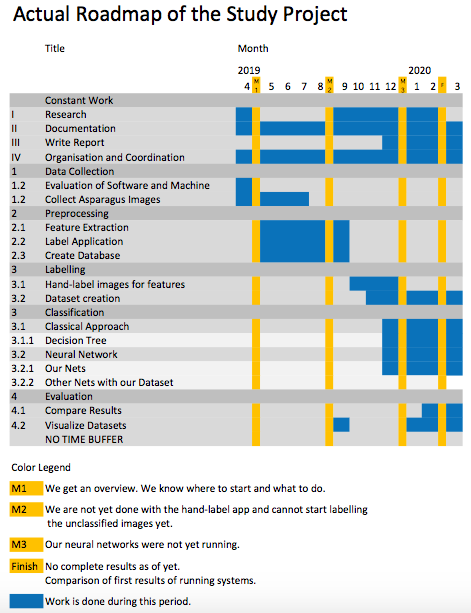 Actual Roadmap of the Study Project
Title Month
2019 2020
4 M1 5 6 7 8 M2 9 10 11 12 M3 1 2 F 3
Constant Work
I Research
II Documentation
III Write Report
IV Organisation and Coordination
1 Data Collection
1.2 Evaluation of Software and Machine
1.2 Collect Asparagus Images
2 Preprocessing
2.1 Feature Extraction
2.2 Label Application
2.3 Create Database
3 Labelling
3.1 Hand-label images for features
3.2 Dataset creation
3 Classification
3.1 Classical Approach
3.1.1 Decision Tree
3.2 Neural Network
3.2.1 Our Nets
3.2.2 Other Nets with our Dataset
4 Evaluation
4.1 Compare Results
4.2 Visualize Datasets
NO TIME BUFFER
Color Legend
M1 We get an overview. We know where to start and what to do.
M2 We are not yet done with the hand-label app and cannot start labelling
the unclassified images yet.
M3 Our neural networks were not yet running.
Finish No complete results as of yet.
Comparison of first results of running systems.
Work is done during this period.